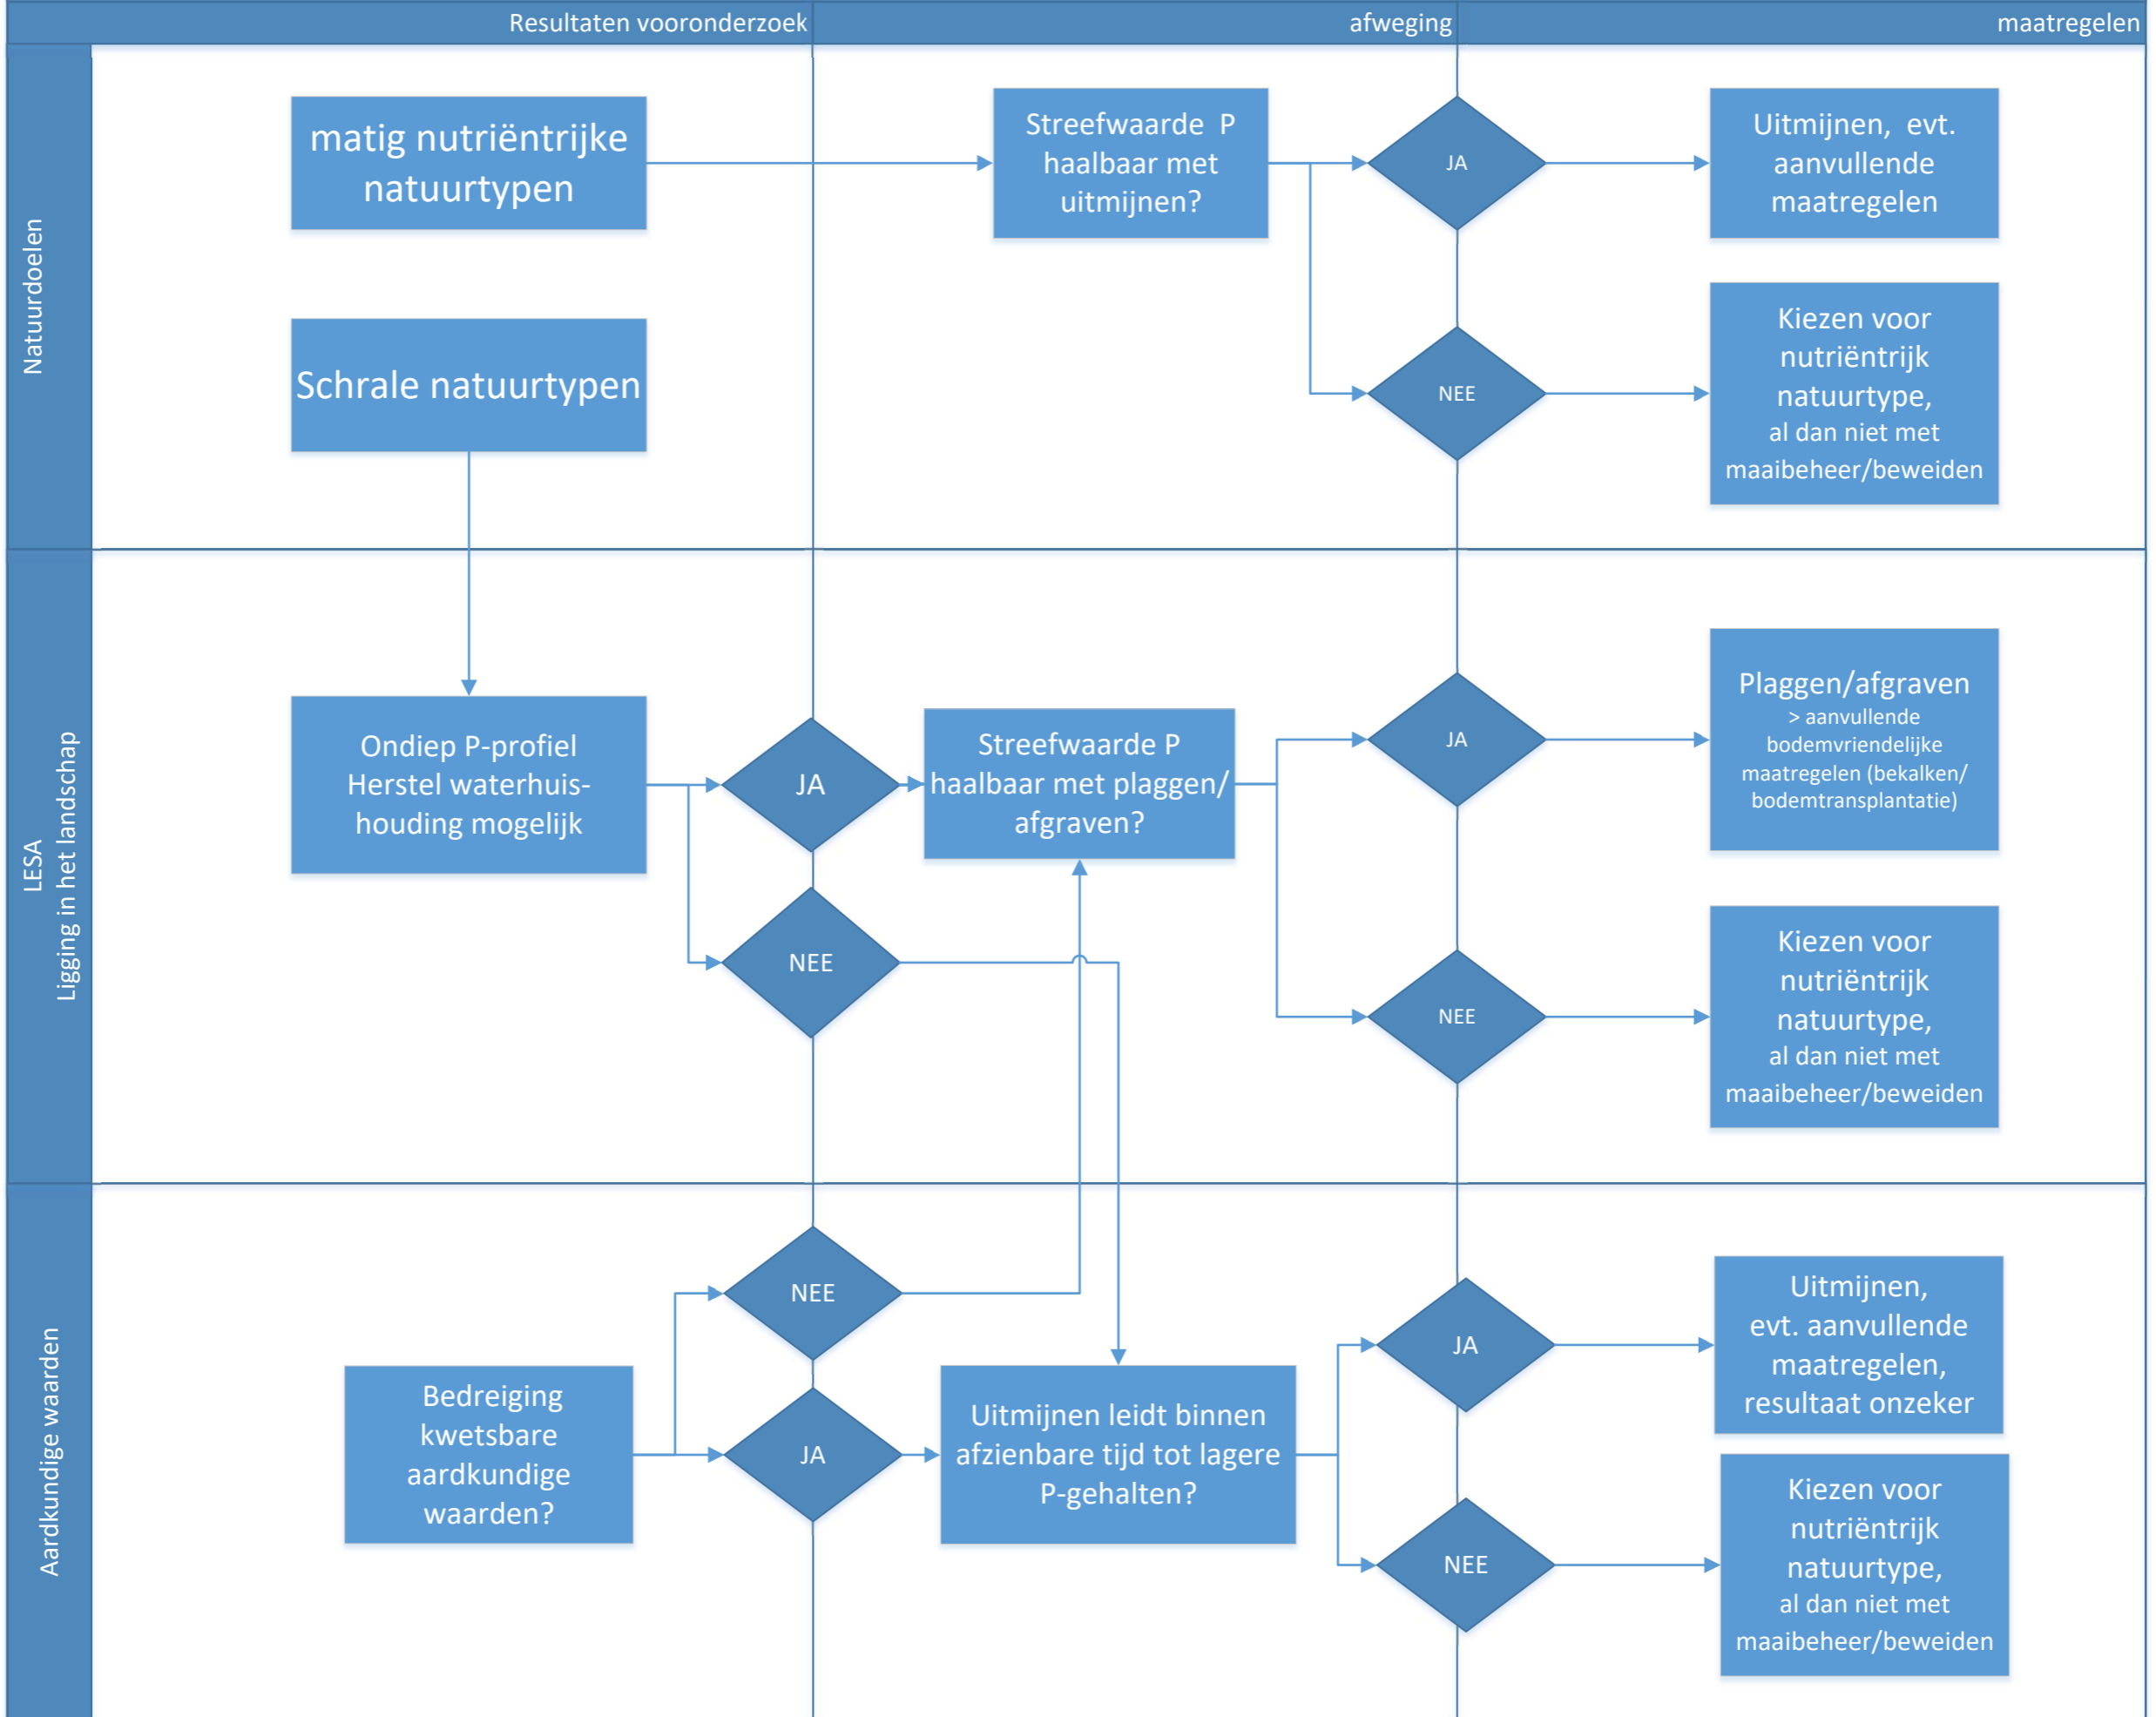 Resultaten vooronderzoek
afweging
maatregelen
Natuurdoelen
matig nutriëntrijke
natuurtypen
Streefwaarde P
haalbaar met
uitmijnen?
JA
Uitmijnen, evt.
aanvullende
maatregelen
Schrale natuurtypen
NEE
Kiezen voor
nutriëntrijk
natuurtype,
al dan niet met
maaibeheer/beweiden
LESA
Ligging in het landschap
Ondiep P-profiel
Herstel waterhuis-
houding mogelijk
JA
NEE
Streefwaarde P
haalbaar met plaggen/
afgraven?
JA
Plaggen/afgraven
> aanvullende
bodemvriendelijke
maatregelen (bekalken/
bodemtransplantatie)
NEE
Kiezen voor
nutriëntrijk
natuurtype,
al dan niet met
maaibeheer/beweiden
Aardkundige waarden
Bedreiging
kwetsbare
aardkundige
waarden?
NEE
JA
Uitmijnen leidt binnen
afzienbare tijd tot lagere
P-gehalten?
JA
Uitmijnen,
evt. aanvullende
maatregelen,
resultaat onzeker
NEE
Kiezen voor
nutriëntrijk
natuurtype,
al dan niet met
maaibeheer/beweiden